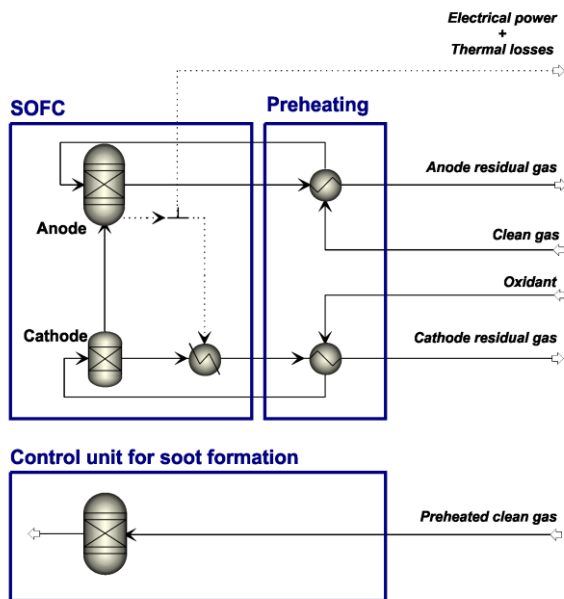 Electrical power
+
Thermal losses
SOFC
Preheating
Anode residual gas
Anode
Clean gas
Oxidant
Cathode
Cathode residual gas
Control unit for soot formation
Preheated clean gas